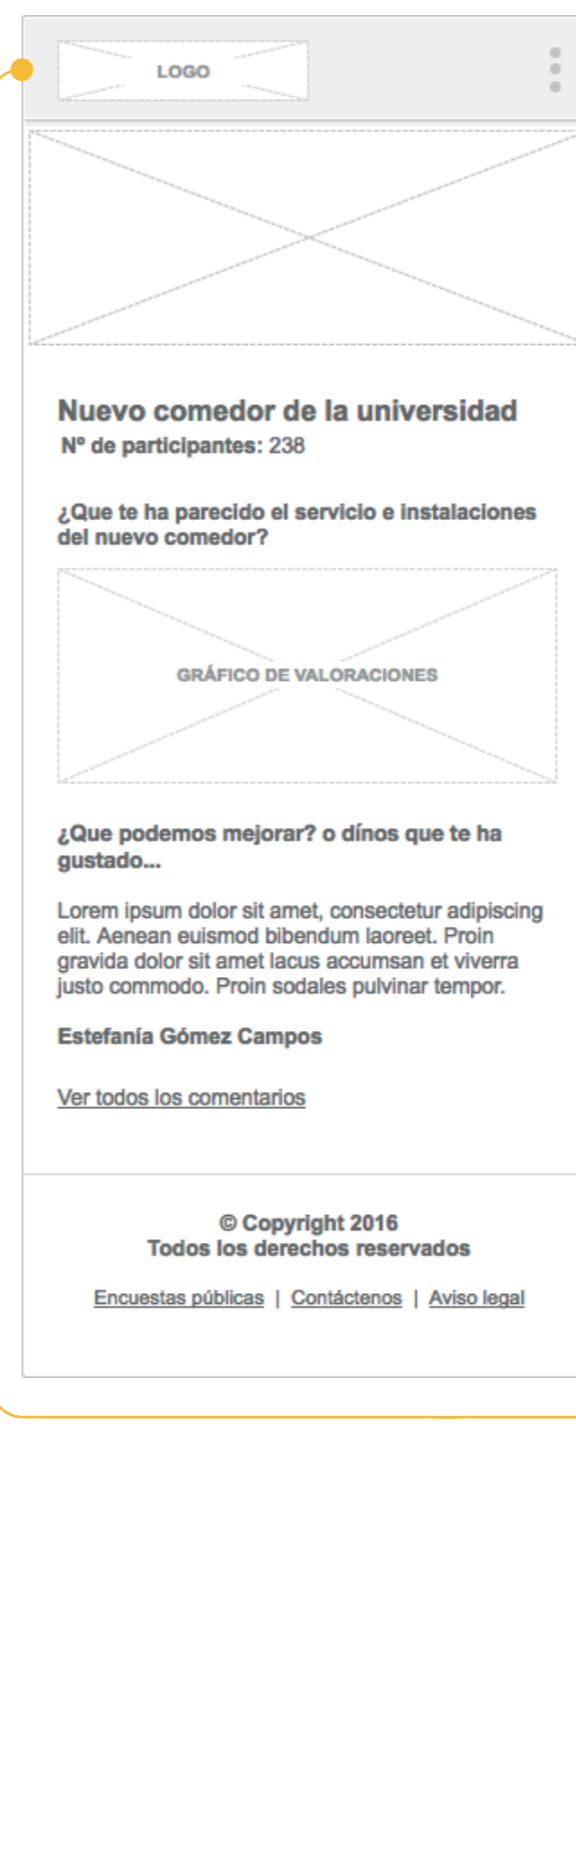 LOGO
Nuevo comedor de la universidad
Nº de participantes: 238
¿Que te ha parecido el servicio e instalaciones
del nuevo comedor?
GRÁFICO DE VALORACIONES
¿Que podemos mejorar? o dínos que te ha
gustado...
Lorem ipsum dolor sit amet, consectetur adipiscing
elit. Aenean euismod bibendum laoreet. Proin
gravida dolor sit amet lacus accumsan et viverra
justo commodo. Proin sodales pulvinar tempor.
Estefanía Gómez Campos
Ver todos los comentarios
© Copyright 2016
Todos los derechos reservados
Encuestas públicas | Contáctenos | Aviso legal